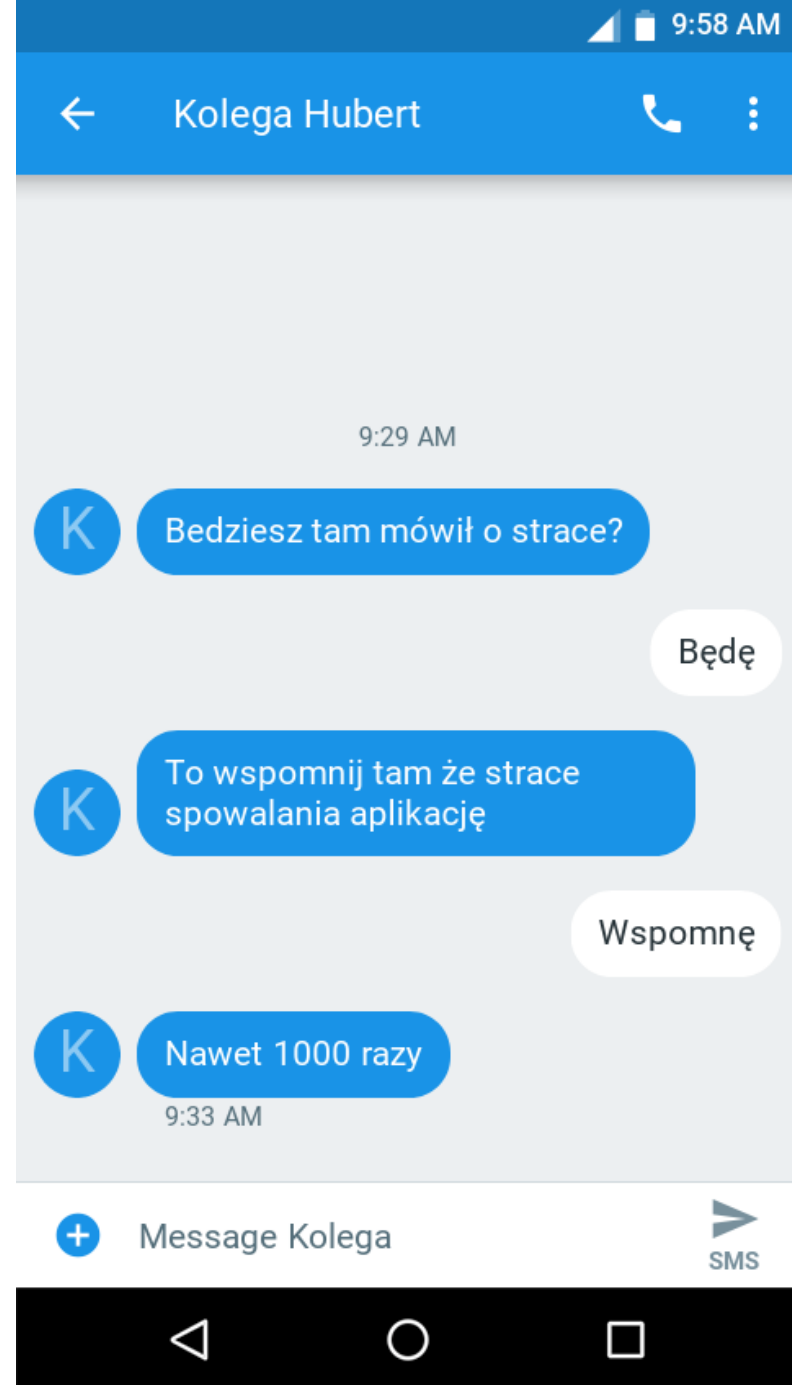 9:58 AM
Kolega Hubert
9:29 AM
K
Bedziesz tam mówił o strace?
Będę
To wspomnij tam że strace
spowalania aplikację
K
Wspomnę
K
Nawet 1000 razy
9:33 AM
Message Kolega
SMS